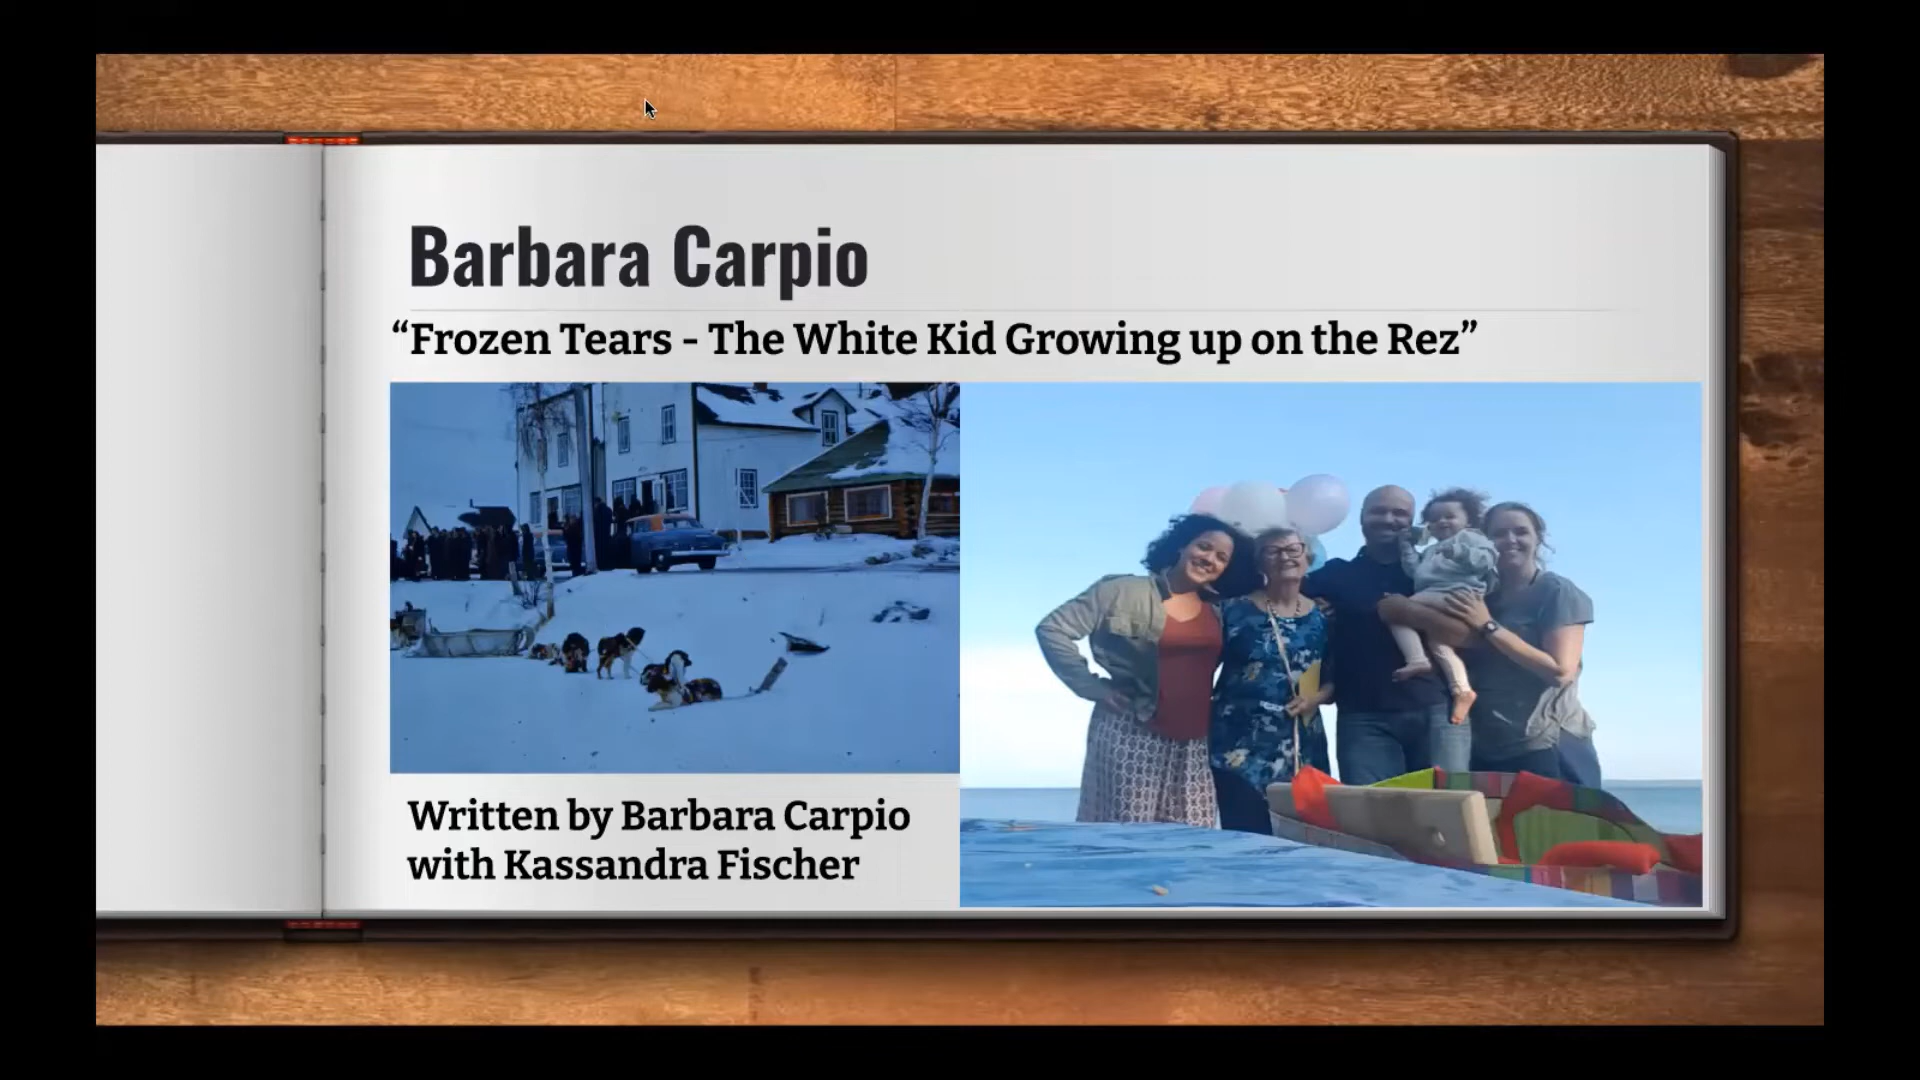 Barbara Carpio
“Frozen Tears - The White Kid Growing up on the Rez”
Written by Barbara Carpio
with Kassandra Fischer